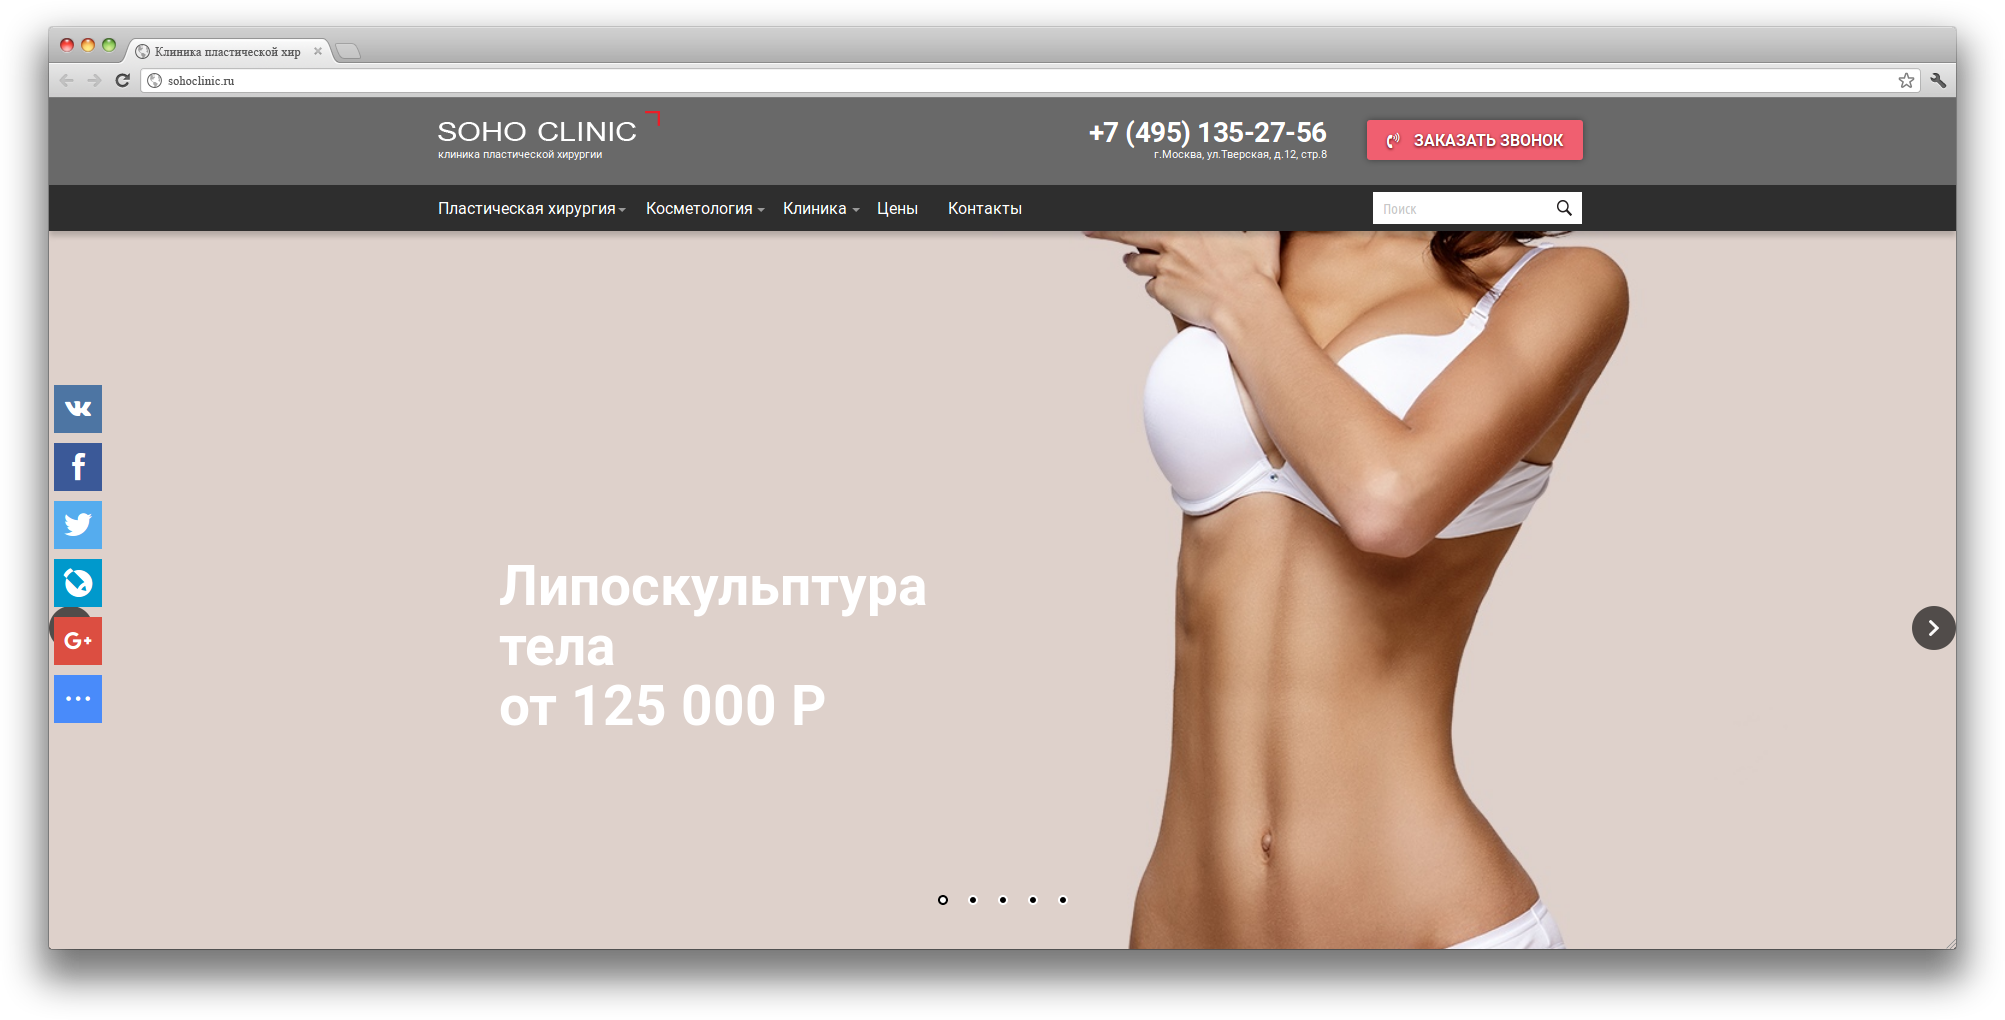 Клиника пластической хир
sohoclinic.ru
SOHO CLINIC
клиника пластической хирургии
+7 (495) 135-27-56
г.Москва, ул.Тверская, д.12, стр.8
ЗАКАЗАТЬ ЗВОНОК
Пластическая хирургия Косметология Клиника Цены Контакты
Поиск
Липоскульптура
тела
от 125 000 Р